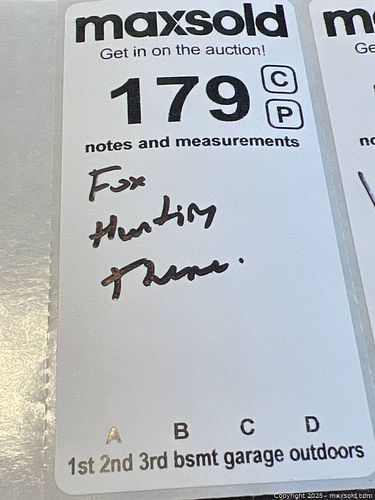 maxsold
Get in on the auction!
179 C
P
notes and measurements
Fox
Hunting
Theme.
A B C D
1st 2nd 3rd bsmt garage outdoors
m
Ge
Copyright 2025 - maxsold.com